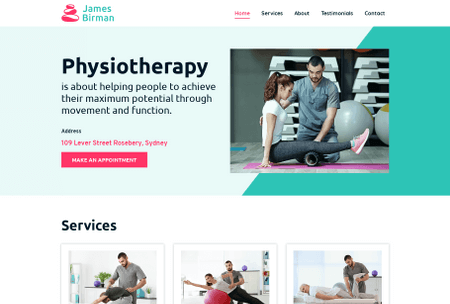 James
Birman
Home Services About Testimonials Contact
Physiotherapy
is about helping people to achieve
their maximum potential through
movement and function.
Address
109 Lever Street Rosebery, Sydney
MAKE AN APPOINTMENT
Services